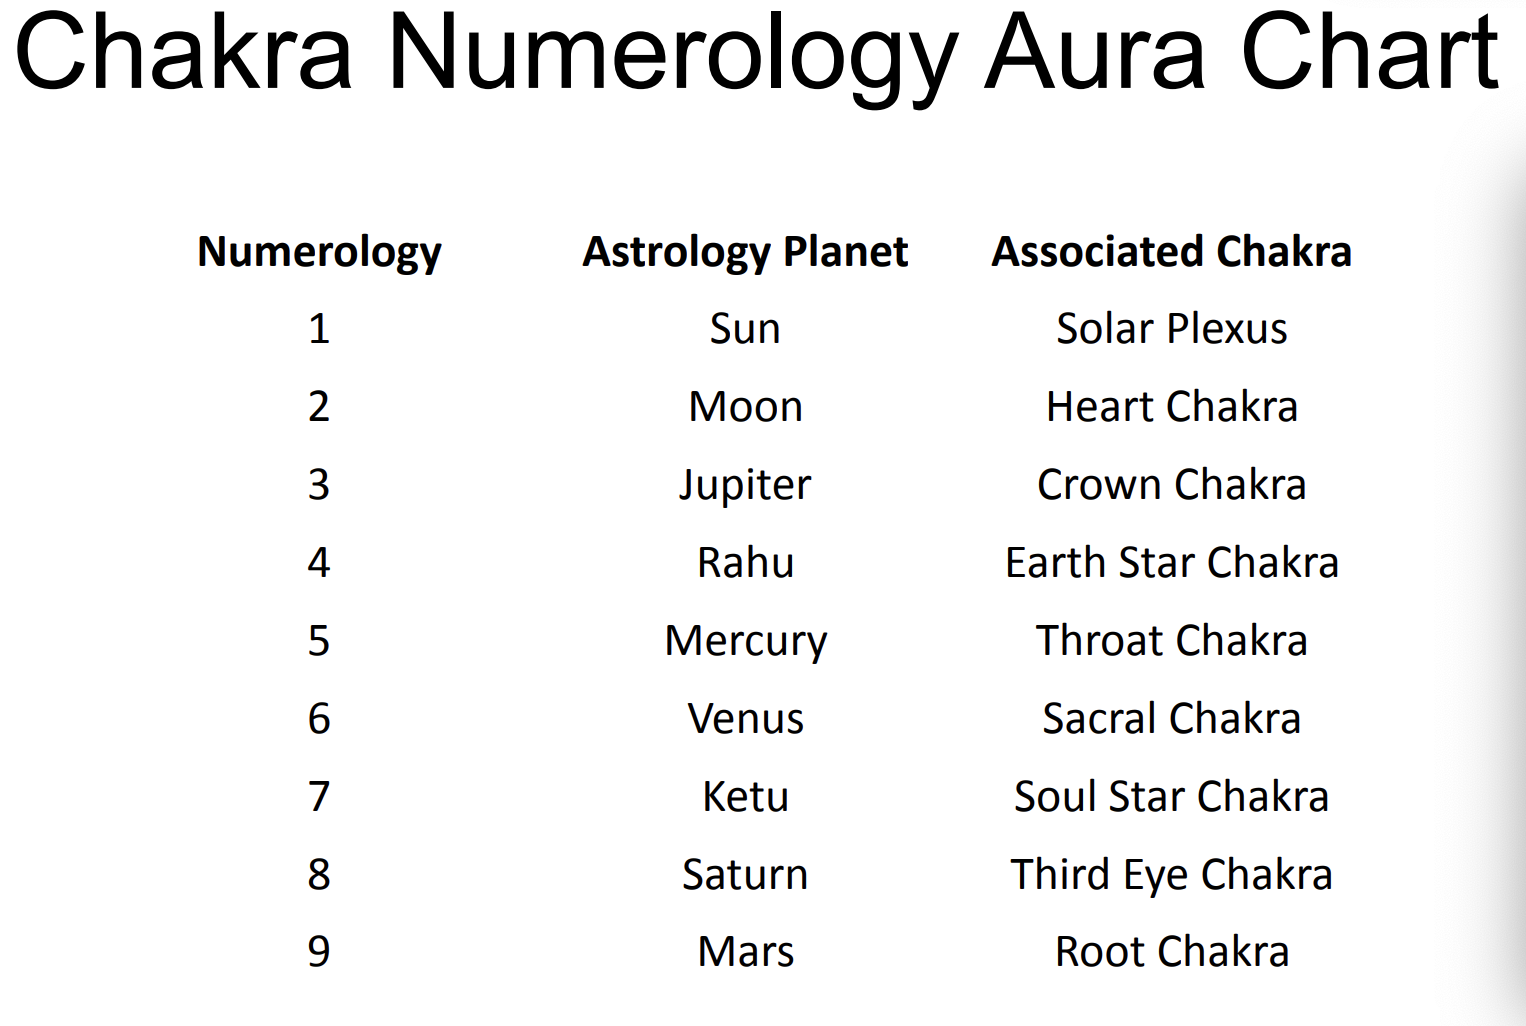 Chakra Numerology Aura Chart
Numerology Astrology Planet Associated Chakra
1 Sun Solar Plexus
2 Moon Heart Chakra
3 Jupiter Crown Chakra
4 Rahu Earth Star Chakra
5 Mercury Throat Chakra
6 Venus Sacral Chakra
7 Ketu Soul Star Chakra
8 Saturn Third Eye Chakra
9 Mars Root Chakra